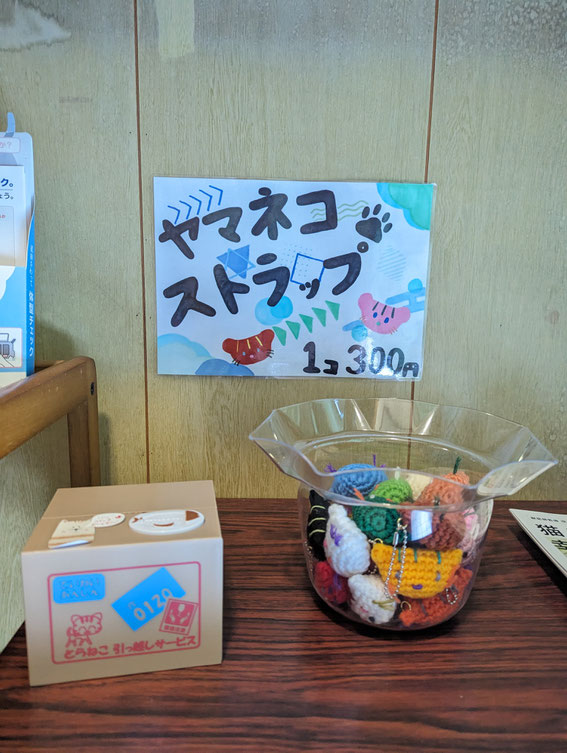 ヤマネコ
ストラップ
1コ 300円
0120
とらねこ 引っ越しサービス
猫